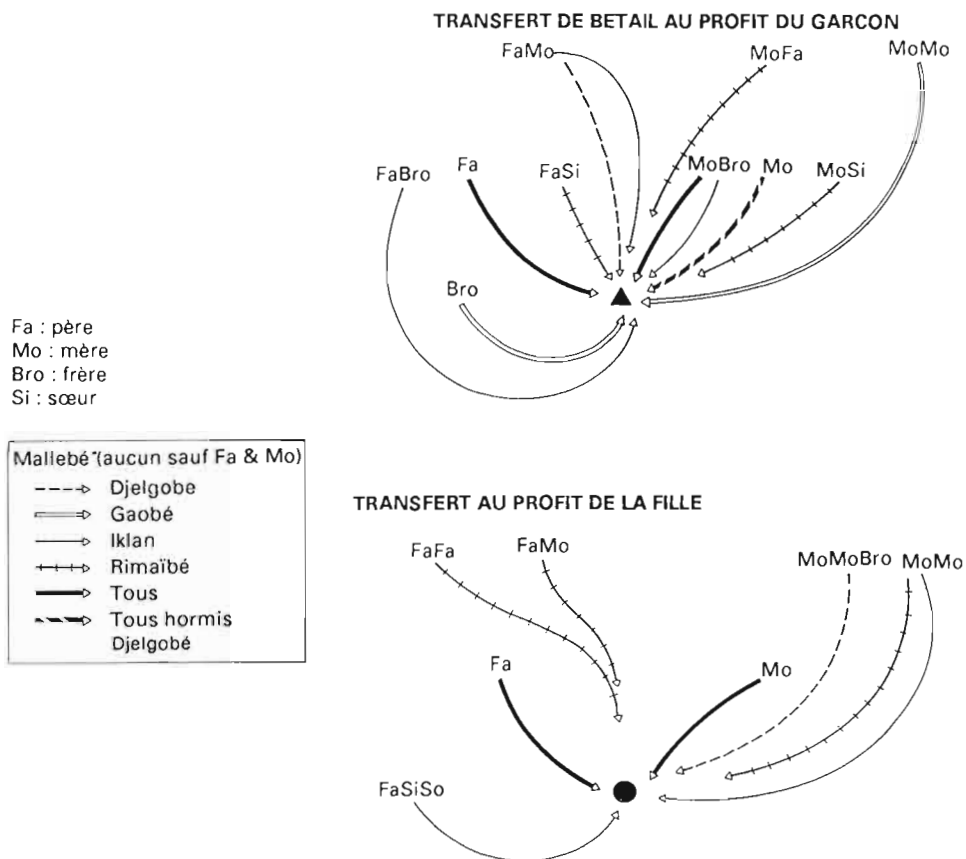 TRANSFERT DE BETAIL AU PROFIT DU GARCON
FaMo
MoFa
MoMo
FaBro
Fa
FaSi
MoBro
Mo
MoSi
Bro
Fa : père
Mo : mère
Bro : frère
Si : sœur
Mallebé (aucun sauf Fa & Mo)
Djelgobe
Gaobé
Iklan
Rimaïbé
Tous
Tous hormis
Djelgobé
TRANSFERT AU PROFIT DE LA FILLE
FaFa
FaMo
MoMoBro
MoMo
Fa
Mo
FaSiSo